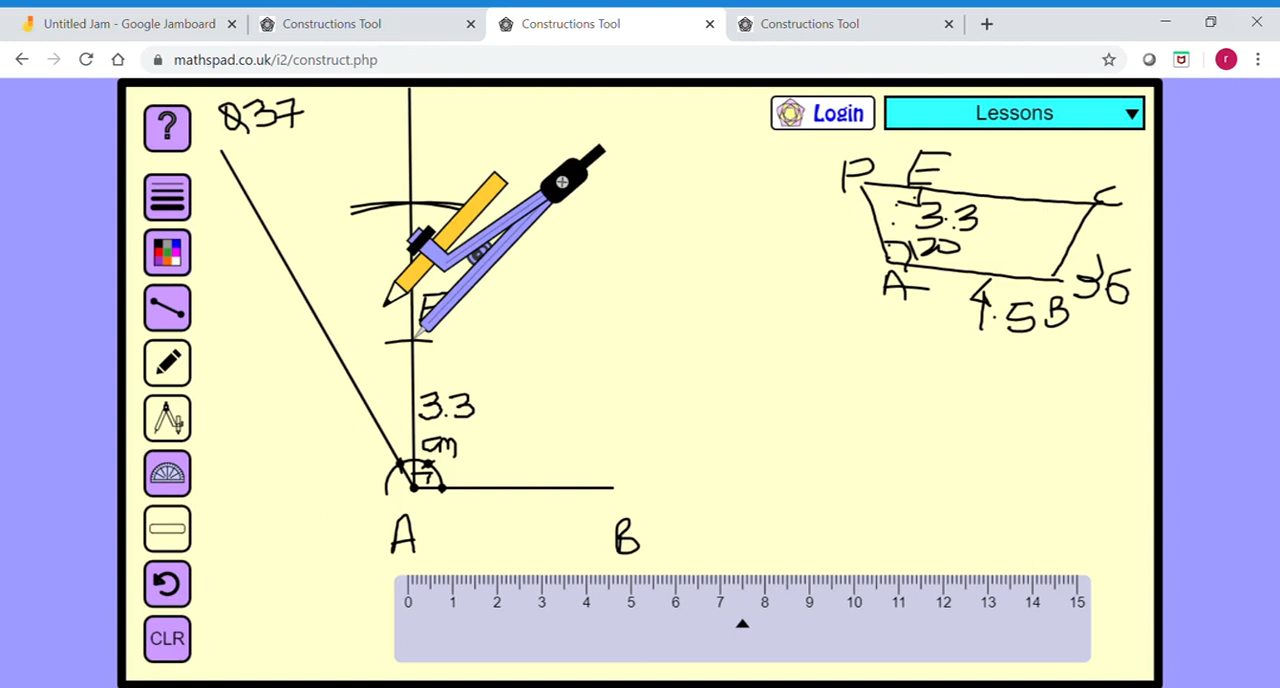 Untitled Jam - Google Jamboard
Constructions Tool
Constructions Tool
Constructions Tool
mathspad.co.uk/i2/construct.php
r
?
CLR
Q37
Login
Lessons
P E C
3.3
120
A 4.5 B 36
E
3.3
cm
A B
0 1 2 3 4 5 6 7 8 9 10 11 12 13 14 15